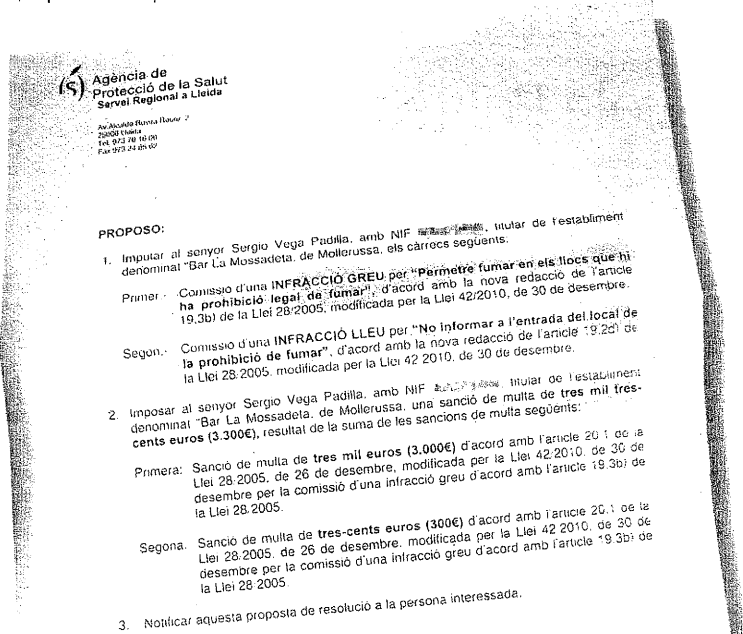 Agència de
Protecció de la Salut
Servei Regional a Lleida
25000 Lleida
PROPOSO:
1. Imputar al senyor Sergio Vega Padilla, amb NIF titular de l'establiment
denominat "Bar La Mossadeta, de Mollerussa, els càrrecs següents:
Primer.- Comissió d'una INFRACCIÓ GREU per "Permetre fumar en els llocs que hi
ha prohibició legal de fumar", d'acord amb la nova redacció de l'article
19.3b) de la Llei 28/2005, modificada per la Llei 42/2010, de 30 de desembre.
Segon.- Comissió d'una INFRACCIÓ LLEU per "No informar a l'entrada del local de
la prohibició de fumar", d'acord amb la nova redacció de l'article 19.2d) de
la Llei 28/2005, modificada per la Llei 42/2010, de 30 de desembre.
2. Imposar al senyor Sergio Vega Padilla, amb NIF titular de l'establiment
denominat "Bar La Mossadeta, de Mollerussa, una sanció de multa de tres mil tres-
cents euros (3.300€), resultat de la suma de les sancions de multa següents:
Primera: Sanció de multa de tres mil euros (3.000€) d'acord amb l'article 20.1 de la
Llei 28/2005, de 26 de desembre, modificada per la Llei 42/2010, de 30 de
desembre per la comissió d'una infracció greu d'acord amb l'article 19.3b) de
la Llei 28/2005.
Segona. Sanció de multa de tres-cents euros (300€) d'acord amb l'article 20.1 de la
Llei 28/2005, de 26 de desembre, modificada per la Llei 42/2010, de 30 de
desembre per la comissió d'una infracció greu d'acord amb l'article 19.3b) de
la Llei 28/2005.
3. Notificar aquesta proposta de resolució a la persona interessada.